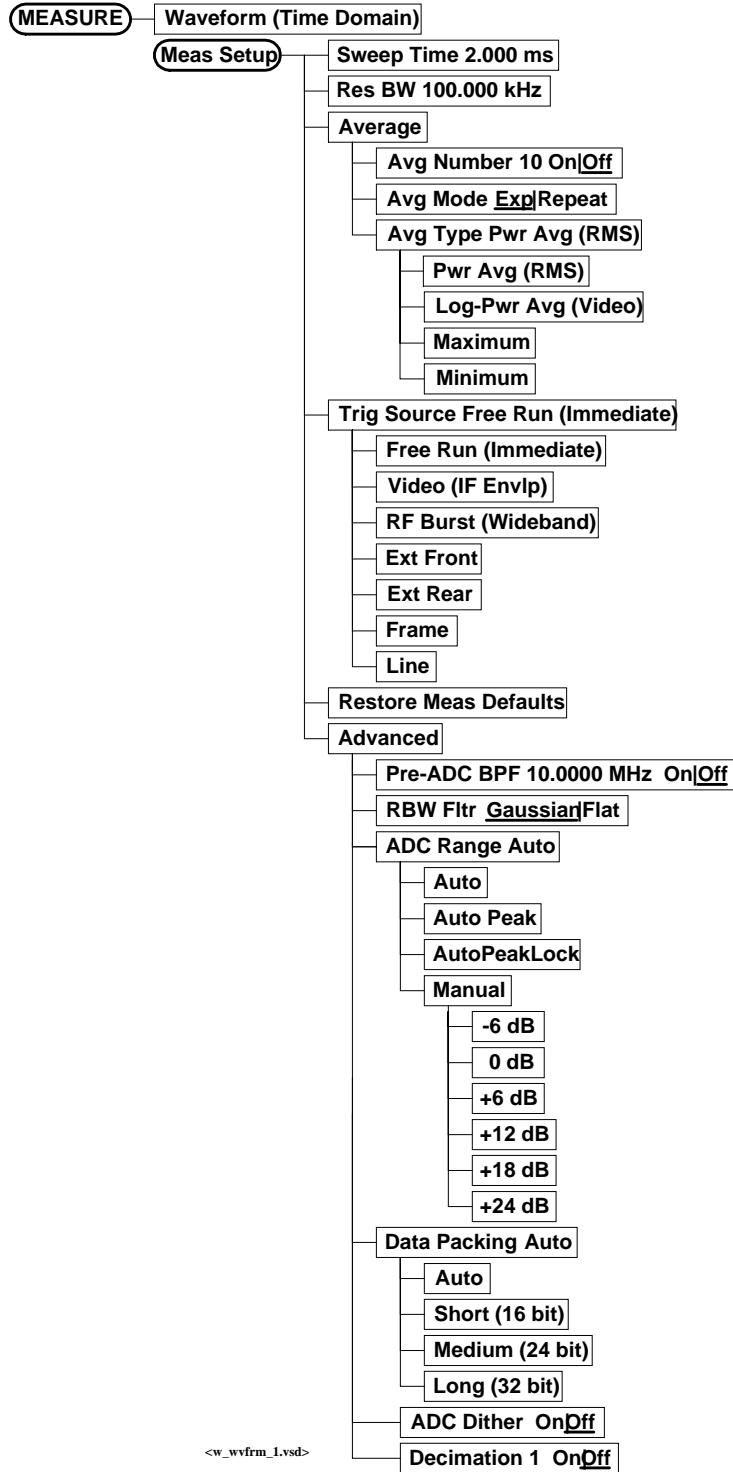 MEASURE Waveform (Time Domain)
Meas Setup Sweep Time 2.000 ms
Res BW 100.000 kHz
Average
Avg Number 10 On|Off
Avg Mode Exp|Repeat
Avg Type Pwr Avg (RMS)
Pwr Avg (RMS)
Log-Pwr Avg (Video)
Maximum
Minimum
Trig Source Free Run (Immediate)
Free Run (Immediate)
Video (IF Envlp)
RF Burst (Wideband)
Ext Front
Ext Rear
Frame
Line
Restore Meas Defaults
Advanced
Pre-ADC BPF 10.0000 MHz On|Off
RBW Fltr Gaussian|Flat
ADC Range Auto
Auto
Auto Peak
AutoPeakLock
Manual
-6 dB
0 dB
+6 dB
+12 dB
+18 dB
+24 dB
Data Packing Auto
Auto
Short (16 bit)
Medium (24 bit)
Long (32 bit)
ADC Dither On|Off
<w_wvfrm_1.vsd> Decimation 1 On|Off